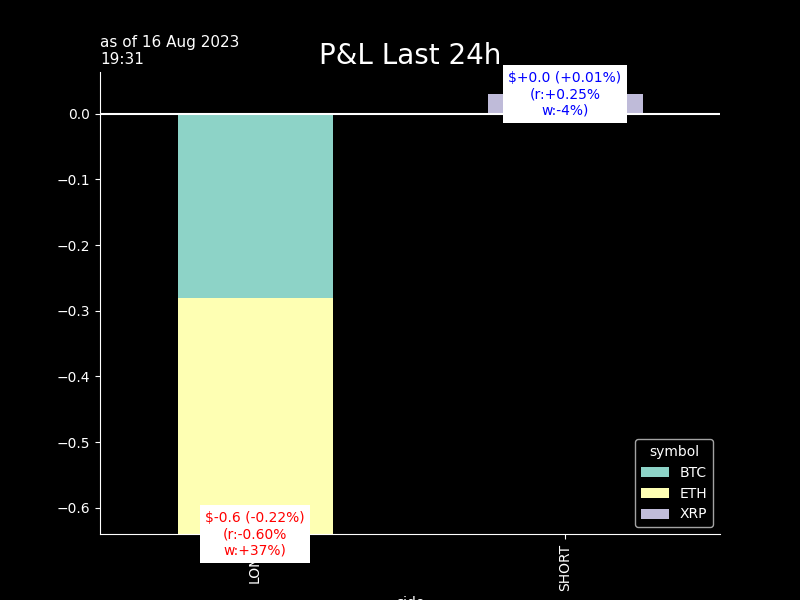 as of 16 Aug 2023
19:31
P&L Last 24h
$+0.0 (+0.01%)
(r:+0.25%
w:-4%)
0.0
−0.1
−0.2
−0.3
−0.4
−0.5
−0.6
symbol
BTC
ETH
XRP
$-0.6 (-0.22%)
(r:-0.60%
w:+37%)
SHORT